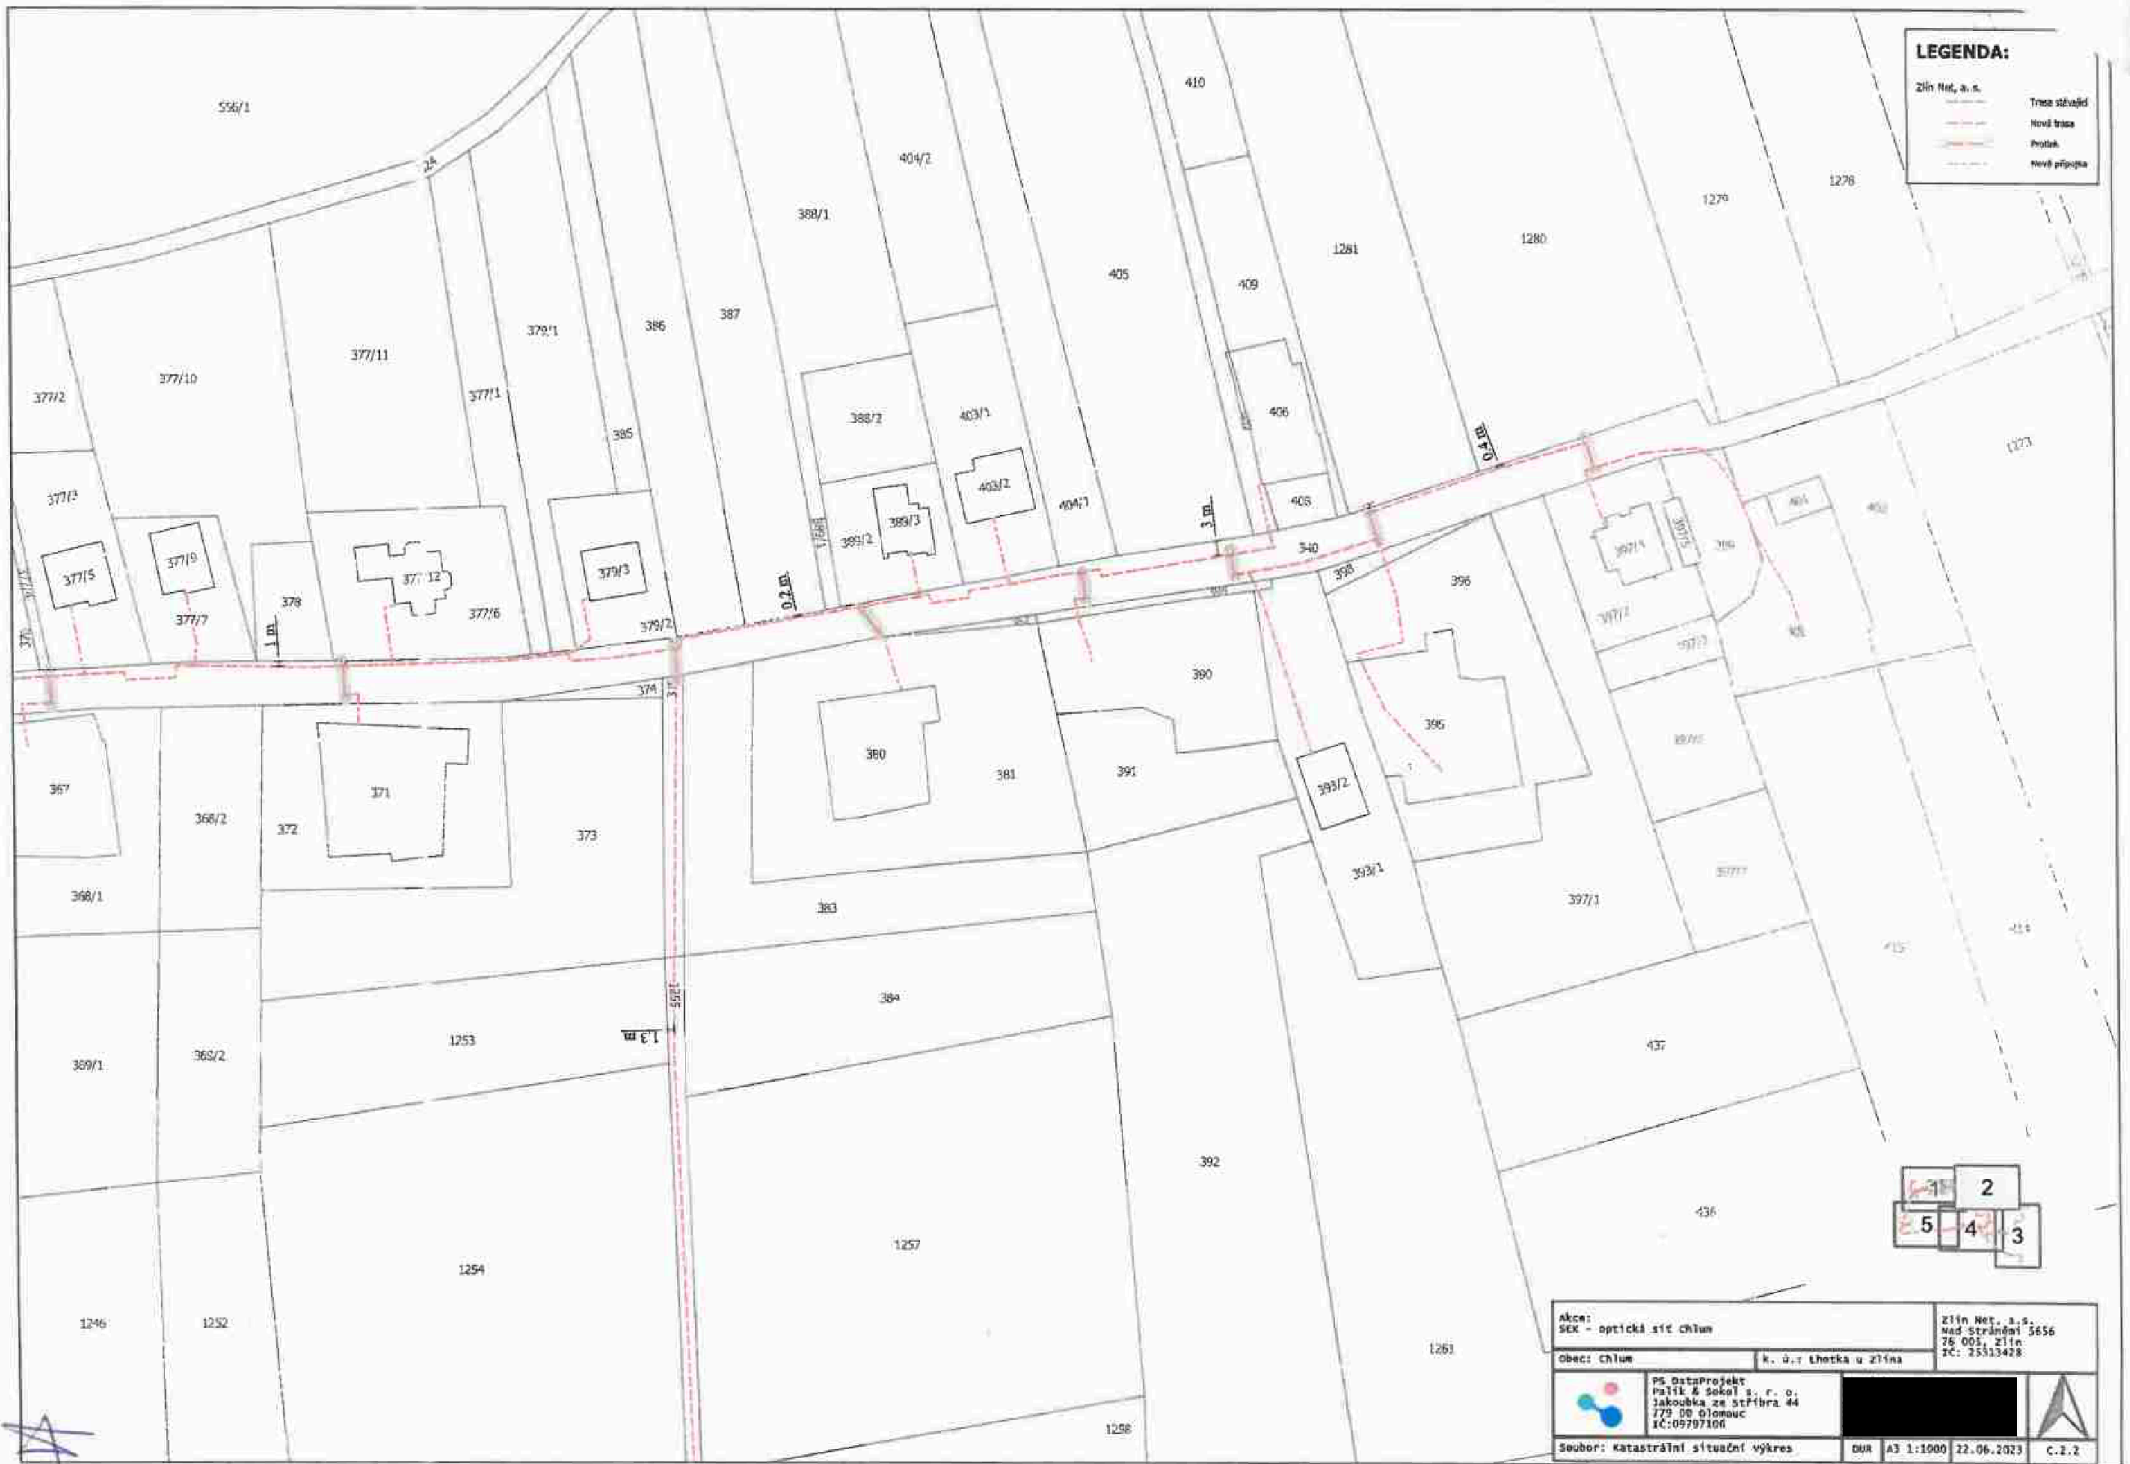 LEGENDA:
Zlín Net, a. s.
Trasa stávající
Nová trasa
Protlak
Nová přípojka
556/1
410
404/2
388/1
1278
1279
1280
1281
405
409
387
386
379/1
377/11
377/10
377/2
377/1
385
388/2
403/1
406
1273
377/3
403/2
404/1
0.4 m
389/3
389/2
3 m
408
340
377/5
377/9
379/3
377/6
378
377/7
370
1 m
0.2 m
379/2
398
396
397/2
374
390
380
381
391
395
393/2
367
368/2
371
372
373
393/1
397/1
368/1
383
384
1253
1.3 m
369/1
437
392
436
1
2
5
4
3
1257
1254
1246
1252
1261
1258
Akce:
SEK - optická síť Chlum
Zlín Net, a.s.
Nad Stráněmi 5656
76 005, Zlín
IČ: 25313428
Obec: Chlum
k. ú.: Lhotka u Zlína
PS DataProjekt
Palík & Sokol s. r. o.
Jakoubka ze Stříbra 44
779 00 Olomouc
IČ:09797106
Soubor: Katastrální situační výkres
DUR
A3 1:1000
22.06.2023
C.2.2